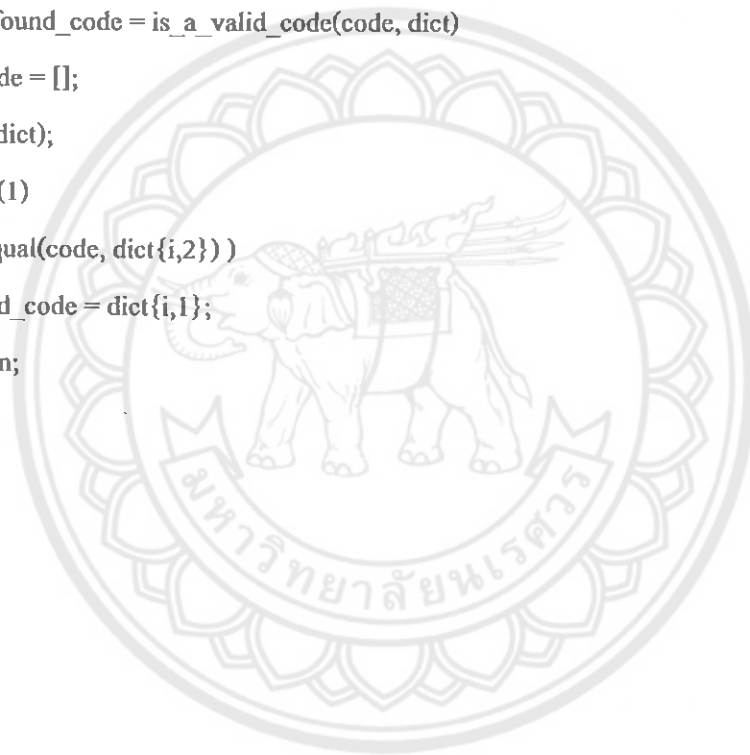 found_code = is_a_valid_code(code, dict)
de = [];
dict);
(1)
qual(code, dict{i,2}) )
d_code = dict{i,1};
n;
มหาวิทยาลัยนเรศวร